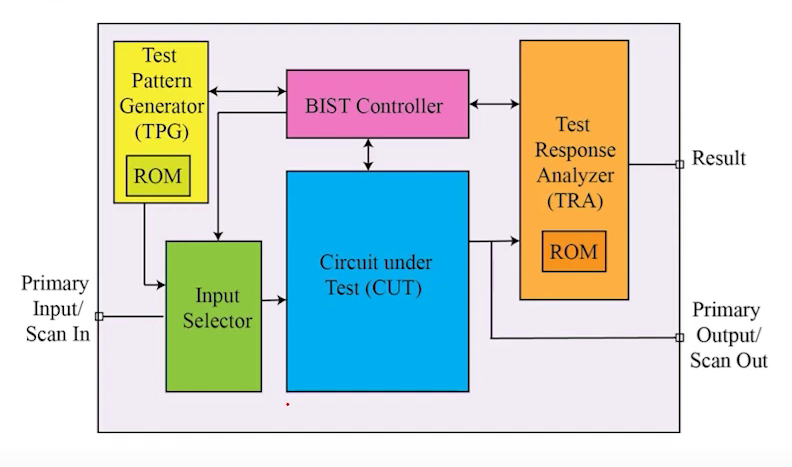 Test
Pattern
Generator
(TPG)
ROM
BIST Controller
Test
Response
Analyzer
(TRA)
ROM
Result
Circuit under
Test (CUT)
Input
Selector
Primary
Input/
Scan In
Primary
Output/
Scan Out